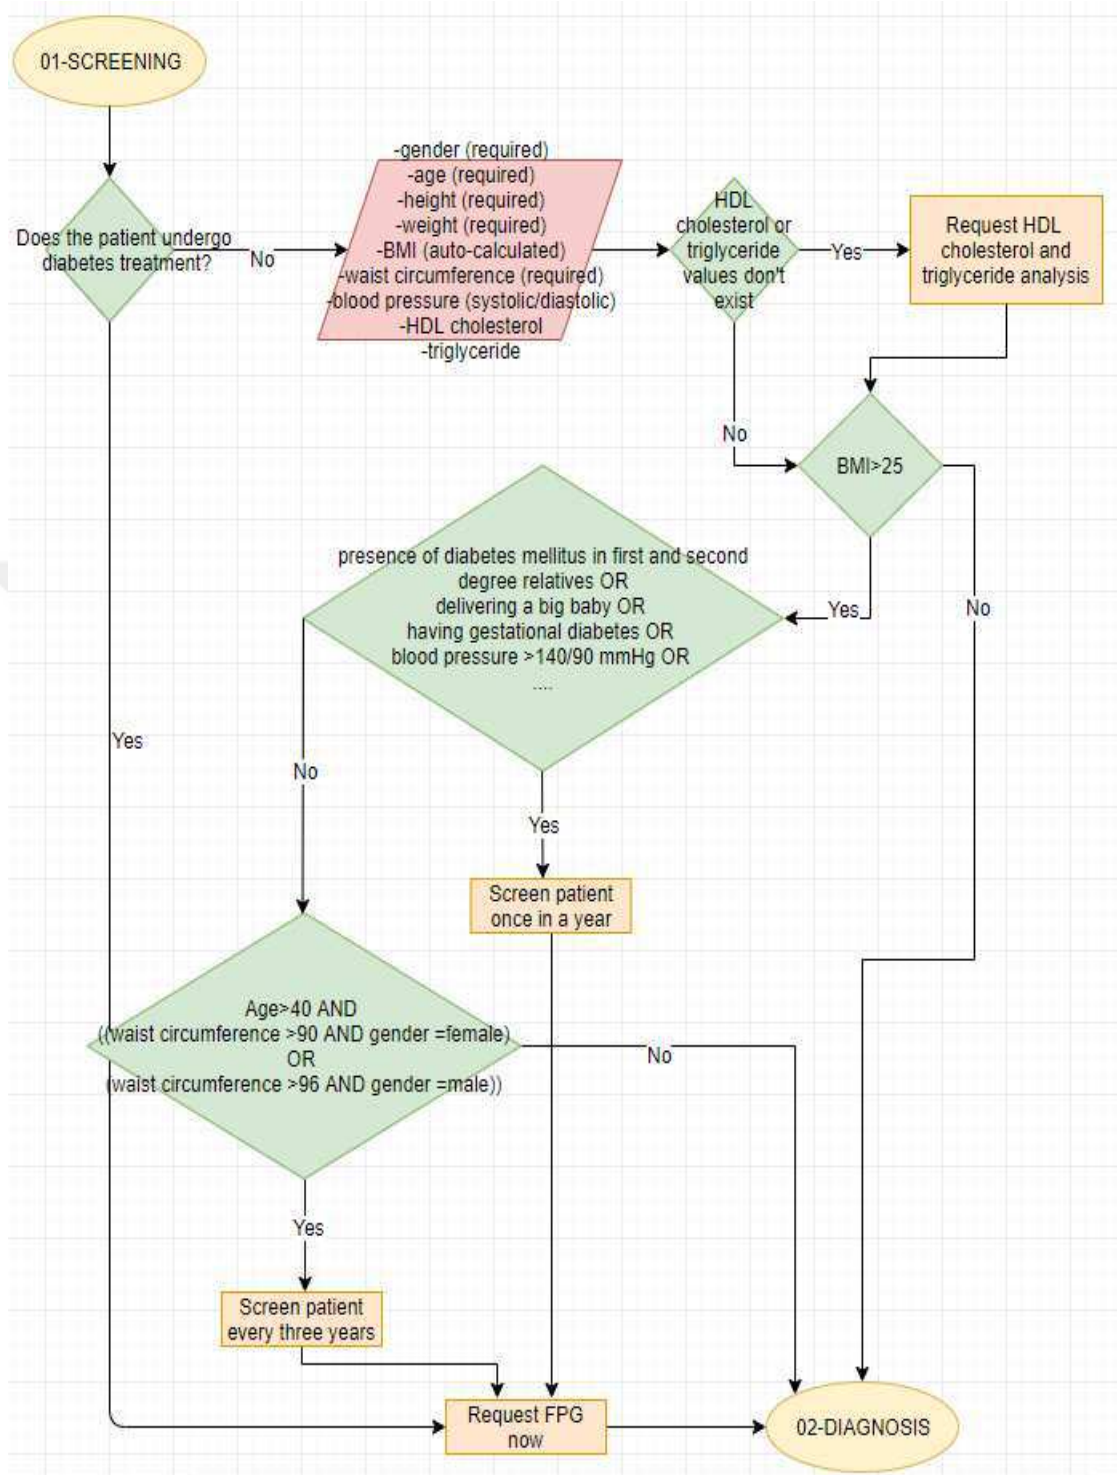 01-SCREENING
Does the patient undergo
diabetes treatment?
No
-gender (required)
-age (required)
-height (required)
-weight (required)
-BMI (auto-calculated)
-waist circumference (required)
-blood pressure (systolic/diastolic)
-HDL cholesterol
-triglyceride
HDL
cholesterol or
triglyceride
values don't
exist
Yes
Request HDL
cholesterol and
triglyceride analysis
No
BMI>25
Yes
No
presence of diabetes mellitus in first and second
degree relatives OR
delivering a big baby OR
having gestational diabetes OR
blood pressure >140/90 mmHg OR
....
Yes
No
Yes
Screen patient
once in a year
Age>40 AND
((waist circumference >90 AND gender =female)
OR
(waist circumference >96 AND gender =male))
No
Yes
Screen patient
every three years
Request FPG
now
02-DIAGNOSIS